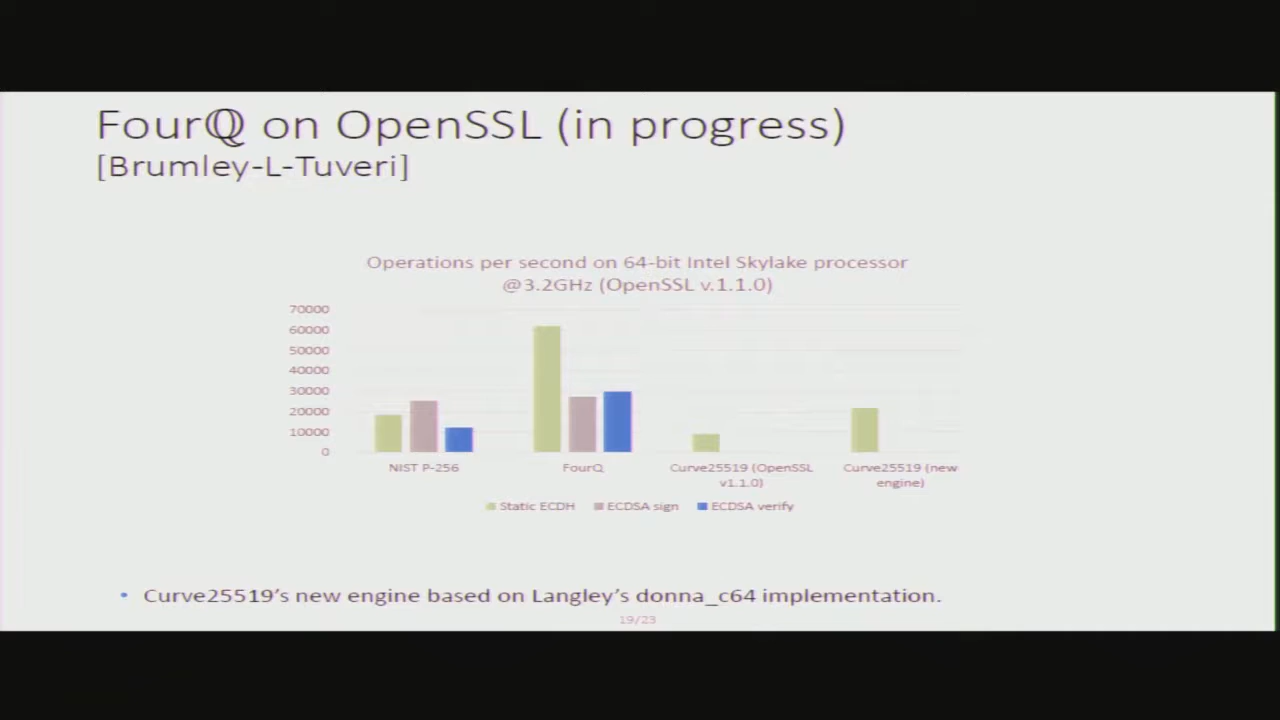 Fourℚ on OpenSSL (in progress)
[Brumley-L-Tuveri]
Operations per second on 64-bit Intel Skylake processor
@3.2GHz (OpenSSL v.1.1.0)
70000
60000
50000
40000
30000
20000
10000
0
NIST P-256
FourQ
Curve25519 (OpenSSL
v1.1.0)
Curve25519 (new
engine)
Static ECDH
ECDSA sign
ECDSA verify
• Curve25519's new engine based on Langley's donna_c64 implementation.
19/23